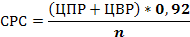 СРС = (ЦПР + ЦВР) * 0,92 / n